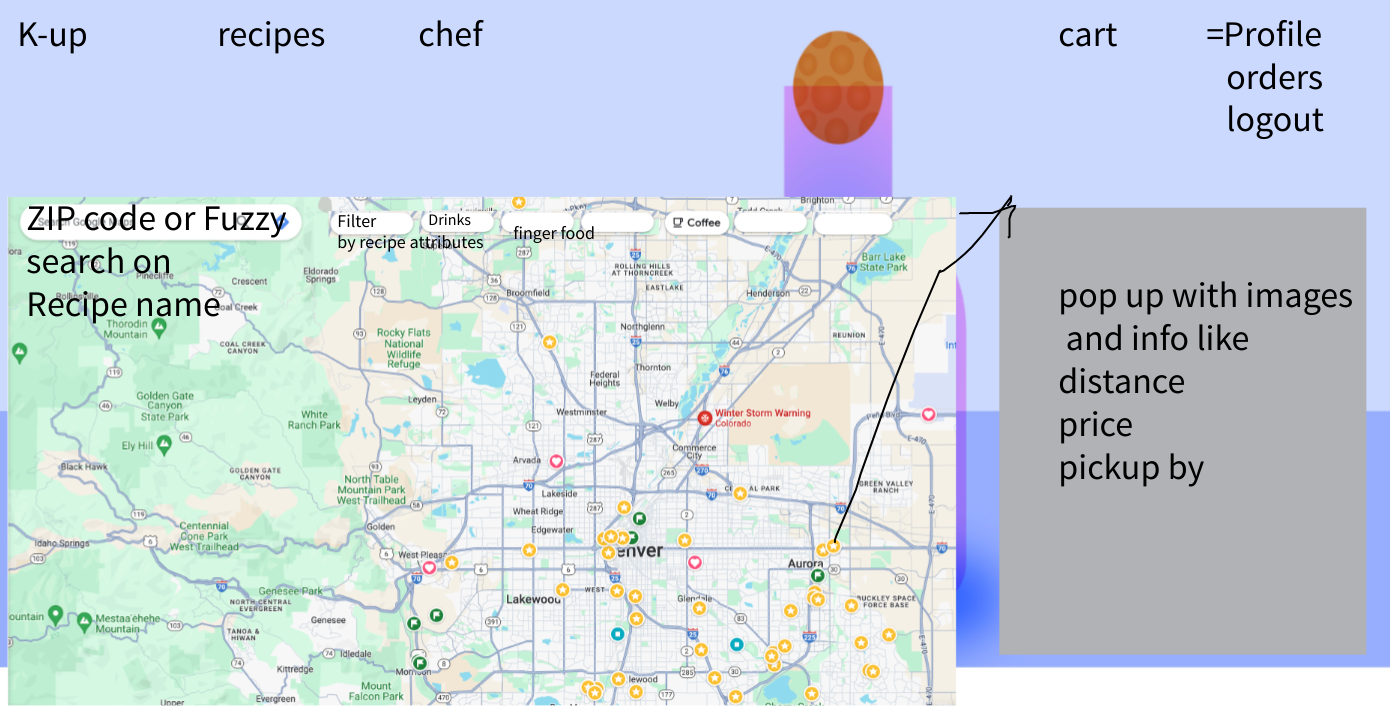 K-up recipes chef cart =Profile
orders
logout
ZIP code or Fuzzy
search on
Recipe name
Filter
by recipe attributes
Drinks
finger food
Coffee
pop up with images
and info like
distance
price
pickup by
Brighton
Barr Lake
State Park
ROLLING HILLS
AT THORNCREEK
EASTLAKE
Henderson
Eldorado
Springs
Crescent
Pinecliffe
Broomfield
Thorodin
Mountain
COAL CREEK
CANYON
Rocky Flats
National
Wildlife
Refuge
Northglenn
REUNION
Thornton
Federal
Heights
Welby
Leyden
Westminster
Golden Gate
Canyon
State Park
White
Ranch Park
Winter Storm Warning
Colorado
Ely Hill
Commerce
City
Arvada
Black Hawk
GOLDEN GATE
CANYON
North Table
Mountain Park
West Trailhead
Lakeside
GREEN VALLEY
RANCH
Wheat Ridge
Edgewater
Golden
Centennial
Cone Park
West Trailhead
Idaho Springs
West Pleas
enver
Aurora
Lakewood
WEST
Glendale
BUCKLEY SPACE
FORCE BASE
Genesee Park
NORTH CENTRAL
EVERGREEN
Genesee
Mestaa'ehehe
Mountain
TANOA &
HIWAN
Idledale
Kittredge
Morrison
Mount
Falcon Park
Evergreen
Upper